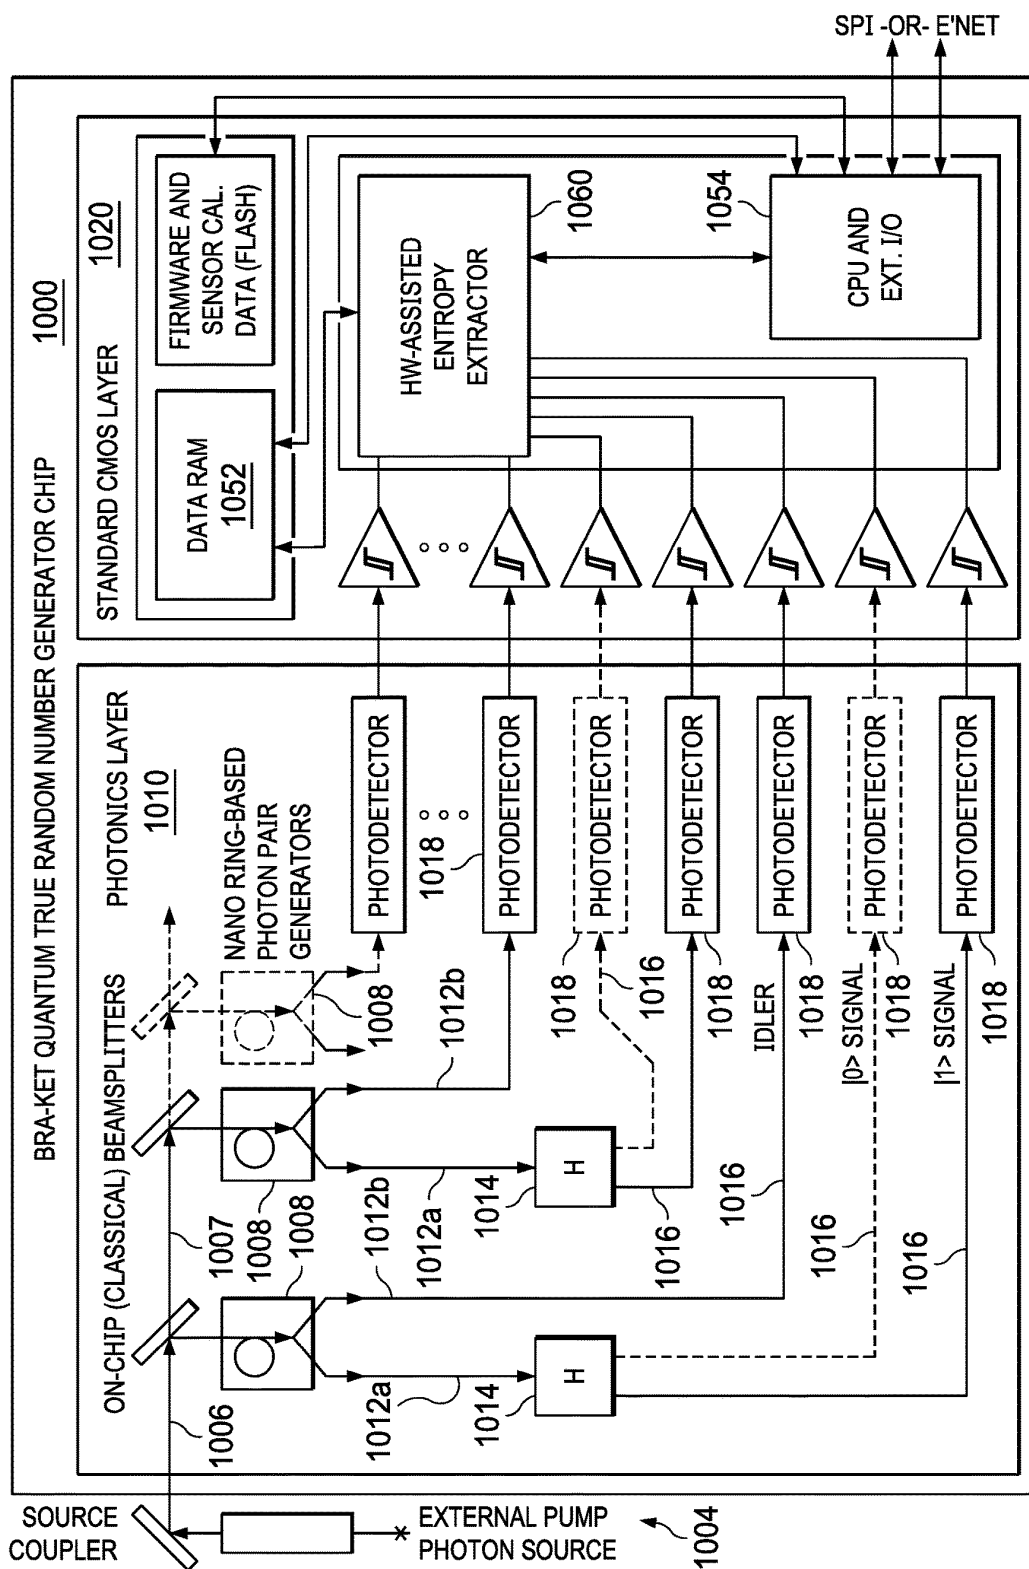 BRA-KET QUANTUM TRUE RANDOM NUMBER GENERATOR CHIP
1000
SOURCE
COUPLER
EXTERNAL PUMP
PHOTON SOURCE
1004
ON-CHIP (CLASSICAL) BEAMSPLITTERS
PHOTONICS LAYER
1010
1006
1007
1008
1008
1008
NANO RING-BASED
PHOTON PAIR
GENERATORS
1012a
1012b
1012a
1012b
1014
H
1014
H
1016
1016
1016
1016
1016
IDLER
|0> SIGNAL
|1> SIGNAL
PHOTODETECTOR
PHOTODETECTOR
1018
PHOTODETECTOR
1018
PHOTODETECTOR
1018
PHOTODETECTOR
1018
PHOTODETECTOR
1018
PHOTODETECTOR
1018
STANDARD CMOS LAYER
1020
DATA RAM
1052
FIRMWARE AND
SENSOR CAL.
DATA (FLASH)
HW-ASSISTED
ENTROPY
EXTRACTOR
1060
1054
CPU AND
EXT. I/O
SPI -OR- E'NET